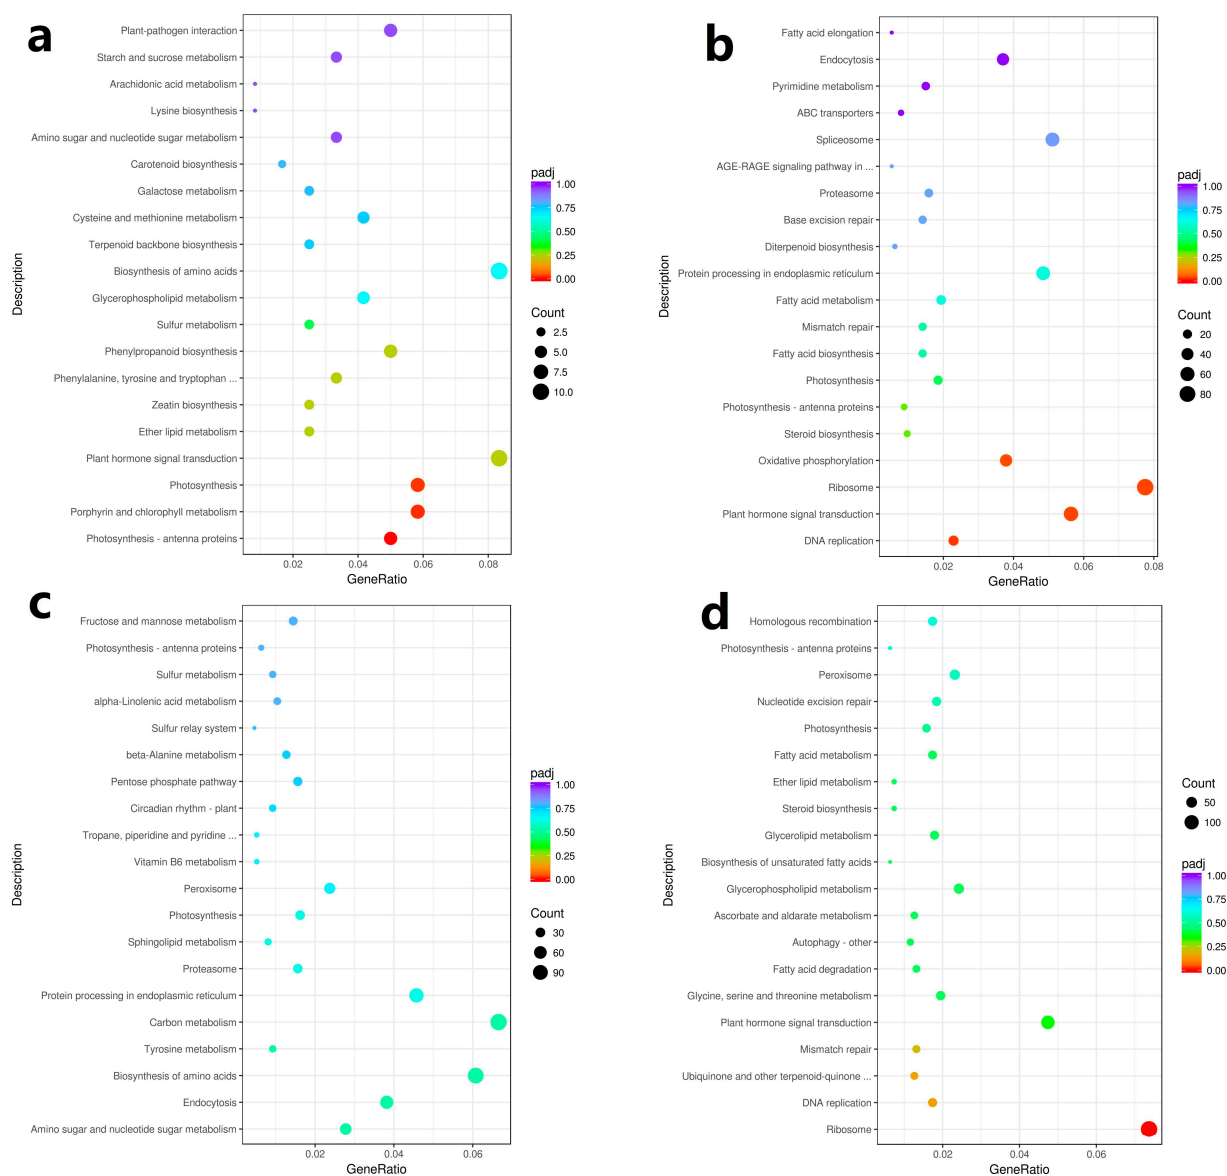 a
Plant-pathogen interaction
Starch and sucrose metabolism
Arachidonic acid metabolism
Lysine biosynthesis
Amino sugar and nucleotide sugar metabolism
Carotenoid biosynthesis
Galactose metabolism
Cysteine and methionine metabolism
Terpenoid backbone biosynthesis
Biosynthesis of amino acids
Glycerophospholipid metabolism
Sulfur metabolism
Phenylpropanoid biosynthesis
Phenylalanine, tyrosine and tryptophan ...
Zeatin biosynthesis
Ether lipid metabolism
Plant hormone signal transduction
Photosynthesis
Porphyrin and chlorophyll metabolism
Photosynthesis - antenna proteins
Description
0.02 0.04 0.06 0.08
GeneRatio
padj
1.00
0.75
0.50
0.25
0.00
Count
2.5
5.0
7.5
10.0
b
Fatty acid elongation
Endocytosis
Pyrimidine metabolism
ABC transporters
Spliceosome
AGE-RAGE signaling pathway in ...
Proteasome
Base excision repair
Diterpenoid biosynthesis
Protein processing in endoplasmic reticulum
Fatty acid metabolism
Mismatch repair
Fatty acid biosynthesis
Photosynthesis
Photosynthesis - antenna proteins
Steroid biosynthesis
Oxidative phosphorylation
Ribosome
Plant hormone signal transduction
DNA replication
Description
0.02 0.04 0.06 0.08
GeneRatio
padj
1.00
0.75
0.50
0.25
0.00
Count
20
40
60
80
c
Fructose and mannose metabolism
Photosynthesis - antenna proteins
Sulfur metabolism
alpha-Linolenic acid metabolism
Sulfur relay system
beta-Alanine metabolism
Pentose phosphate pathway
Circadian rhythm - plant
Tropane, piperidine and pyridine ...
Vitamin B6 metabolism
Peroxisome
Photosynthesis
Sphingolipid metabolism
Proteasome
Protein processing in endoplasmic reticulum
Carbon metabolism
Tyrosine metabolism
Biosynthesis of amino acids
Endocytosis
Amino sugar and nucleotide sugar metabolism
Description
0.02 0.04 0.06
GeneRatio
padj
1.00
0.75
0.50
0.25
0.00
Count
30
60
90
d
Homologous recombination
Photosynthesis - antenna proteins
Peroxisome
Nucleotide excision repair
Photosynthesis
Fatty acid metabolism
Ether lipid metabolism
Steroid biosynthesis
Glycerolipid metabolism
Biosynthesis of unsaturated fatty acids
Glycerophospholipid metabolism
Ascorbate and aldarate metabolism
Autophagy - other
Fatty acid degradation
Glycine, serine and threonine metabolism
Plant hormone signal transduction
Mismatch repair
Ubiquinone and other terpenoid-quinone ...
DNA replication
Ribosome
Description
0.02 0.04 0.06
GeneRatio
Count
50
100
padj
1.00
0.75
0.50
0.25
0.00